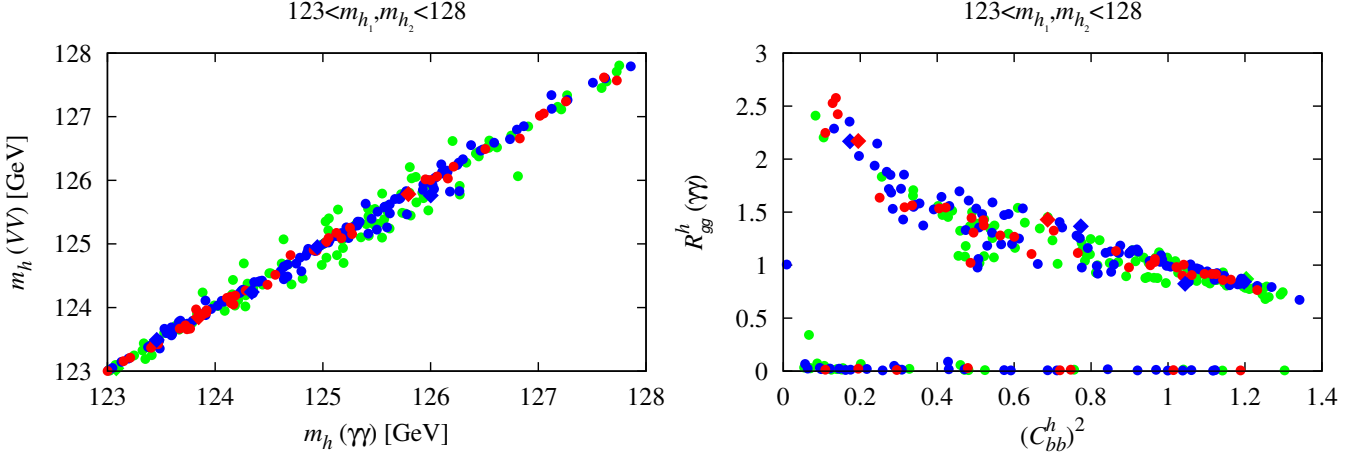 123<m_{h_1},m_{h_2}<128
128
127
126
125
124
123
m_h (VV) [GeV]
123 124 125 126 127 128
m_h (γγ) [GeV]
123<m_{h_1},m_{h_2}<128
3
2.5
2
1.5
1
0.5
0
R^h_{gg} (γγ)
0 0.2 0.4 0.6 0.8 1 1.2 1.4
(C^h_{bb})^2